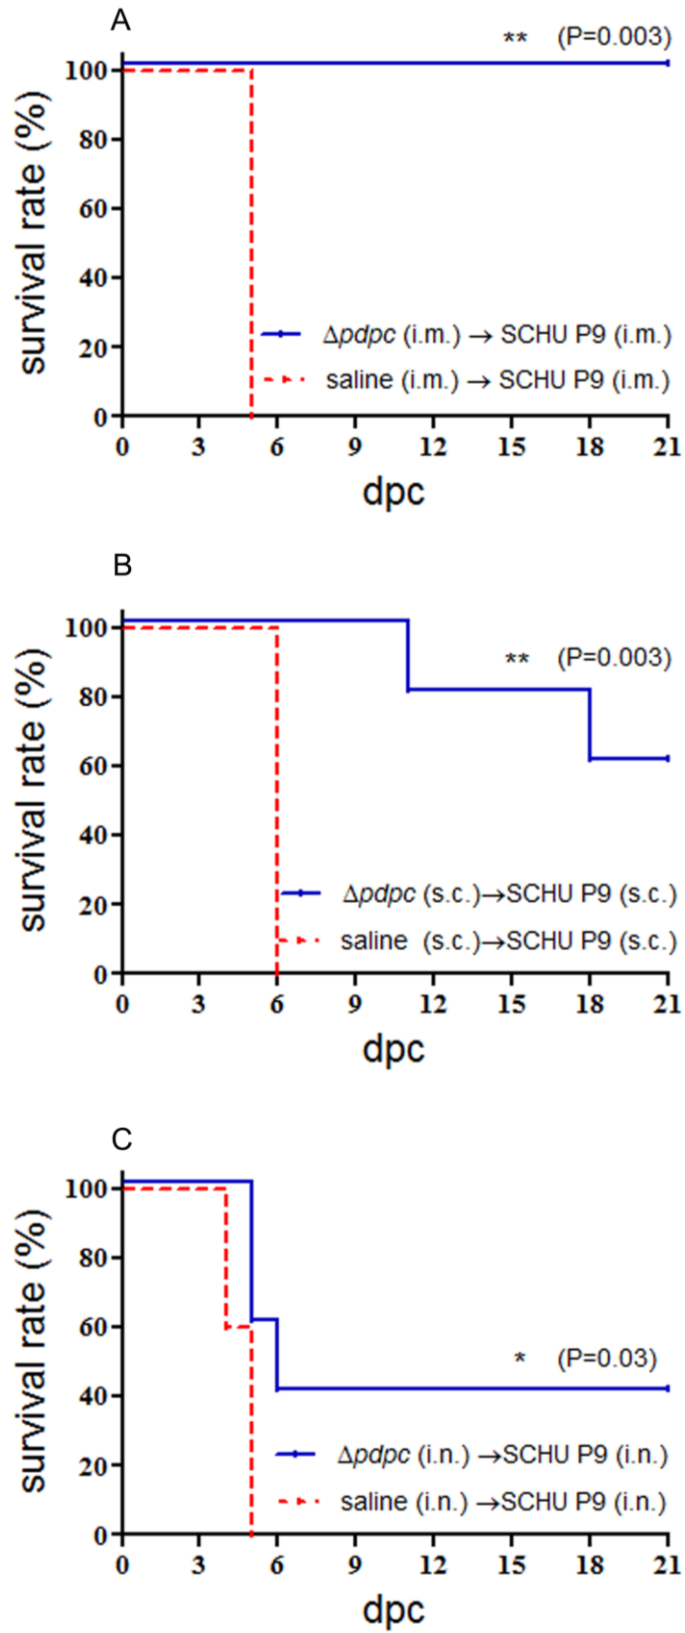 A
** (P=0.003)
100
80
60
40
20
0
survival rate (%)
Δpdpc (i.m.) → SCHU P9 (i.m.)
saline (i.m.) → SCHU P9 (i.m.)
0 3 6 9 12 15 18 21
dpc
B
** (P=0.003)
100
80
60
40
20
0
survival rate (%)
Δpdpc (s.c.)→SCHU P9 (s.c.)
saline (s.c.)→SCHU P9 (s.c.)
0 3 6 9 12 15 18 21
dpc
C
100
80
60
40
20
0
survival rate (%)
* (P=0.03)
Δpdpc (i.n.) →SCHU P9 (i.n.)
saline (i.n.) →SCHU P9 (i.n.)
0 3 6 9 12 15 18 21
dpc